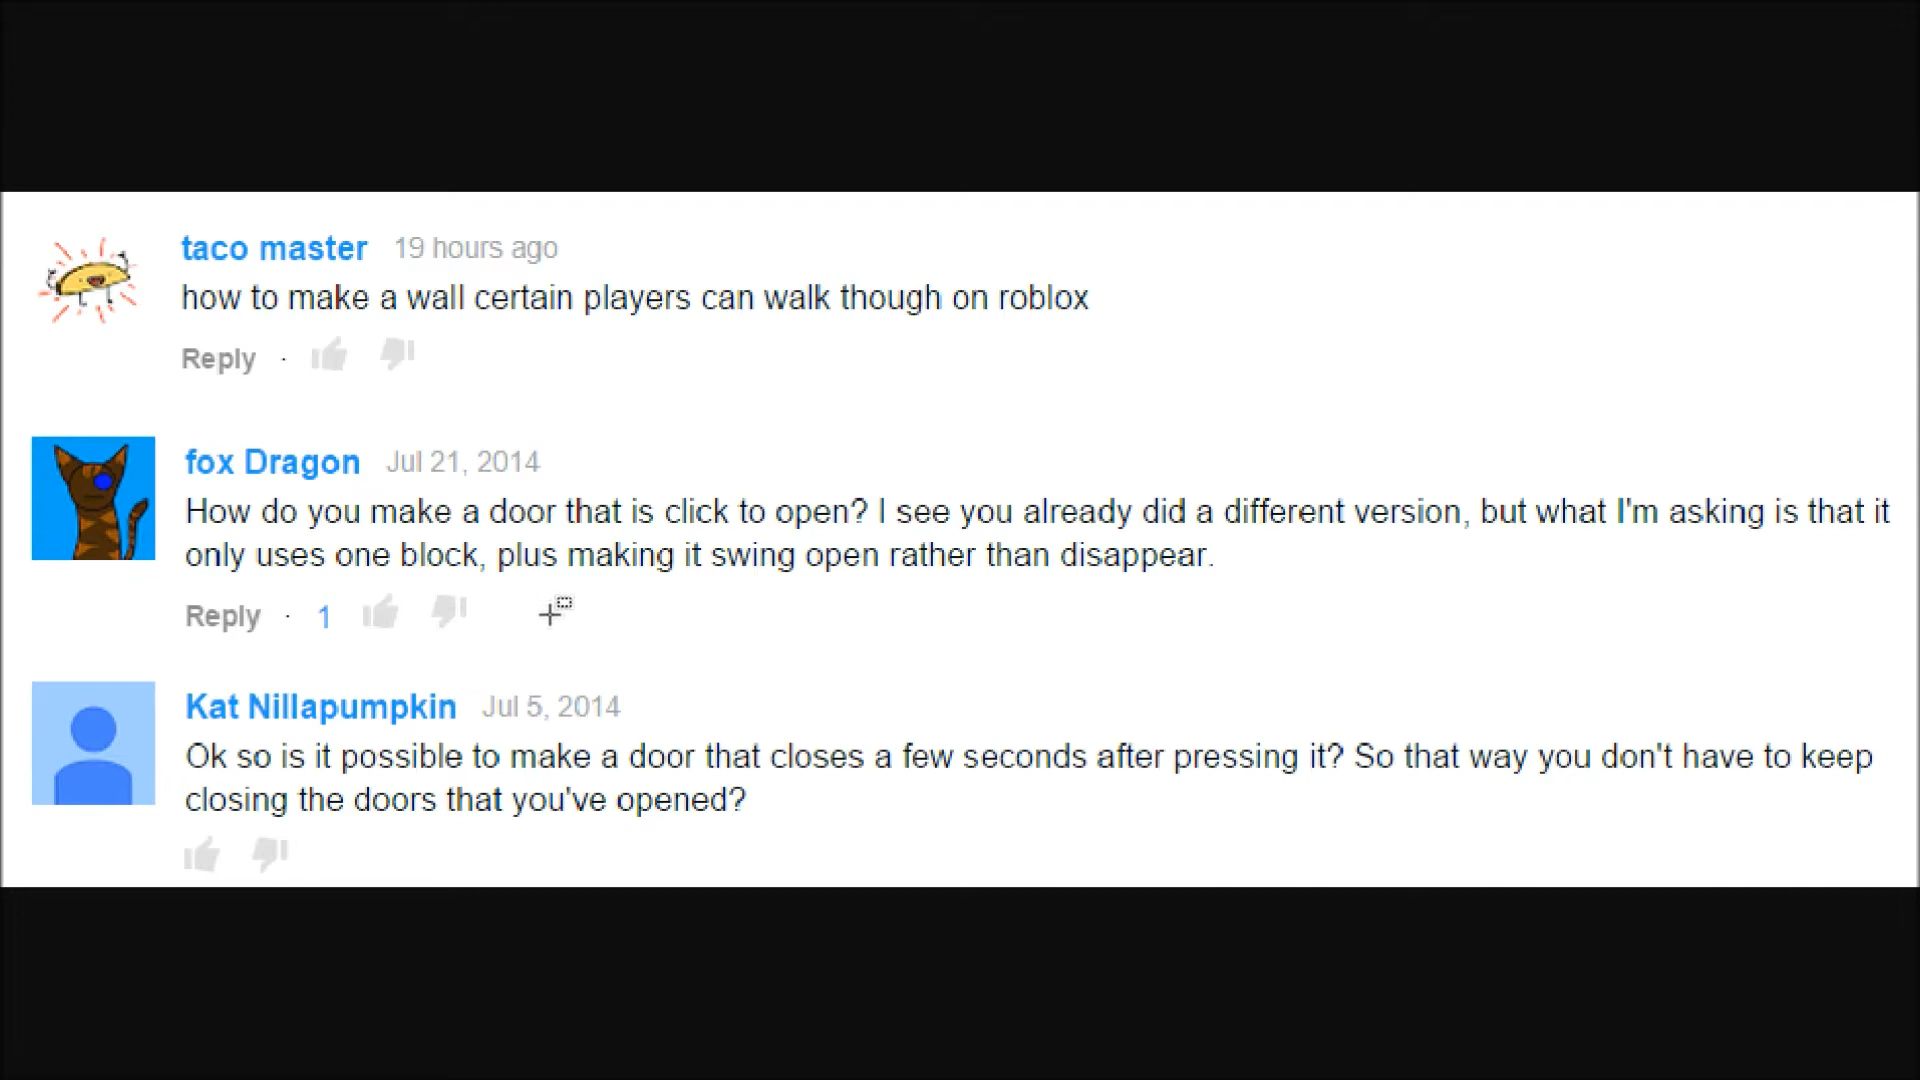 taco master 19 hours ago
how to make a wall certain players can walk though on roblox
Reply ·
fox Dragon Jul 21, 2014
How do you make a door that is click to open? I see you already did a different version, but what I'm asking is that it
only uses one block, plus making it swing open rather than disappear.
Reply · 1
Kat Nillapumpkin Jul 5, 2014
Ok so is it possible to make a door that closes a few seconds after pressing it? So that way you don't have to keep
closing the doors that you've opened?